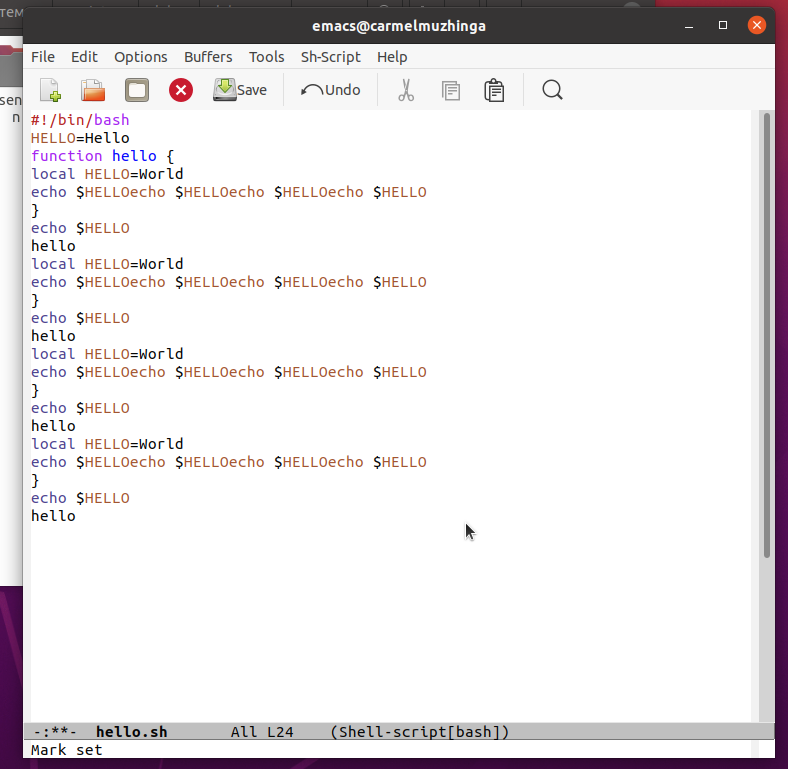 тем
emacs@carmelmuzhinga
File Edit Options Buffers Tools Sh-Script Help
Save Undo
sen
n
#!/bin/bash
HELLO=Hello
function hello {
local HELLO=World
echo $HELLOecho $HELLOecho $HELLOecho $HELLO
}
echo $HELLO
hello
local HELLO=World
echo $HELLOecho $HELLOecho $HELLOecho $HELLO
}
echo $HELLO
hello
local HELLO=World
echo $HELLOecho $HELLOecho $HELLOecho $HELLO
}
echo $HELLO
hello
local HELLO=World
echo $HELLOecho $HELLOecho $HELLOecho $HELLO
}
echo $HELLO
hello
-:**- hello.sh All L24 (Shell-script[bash])
Mark set